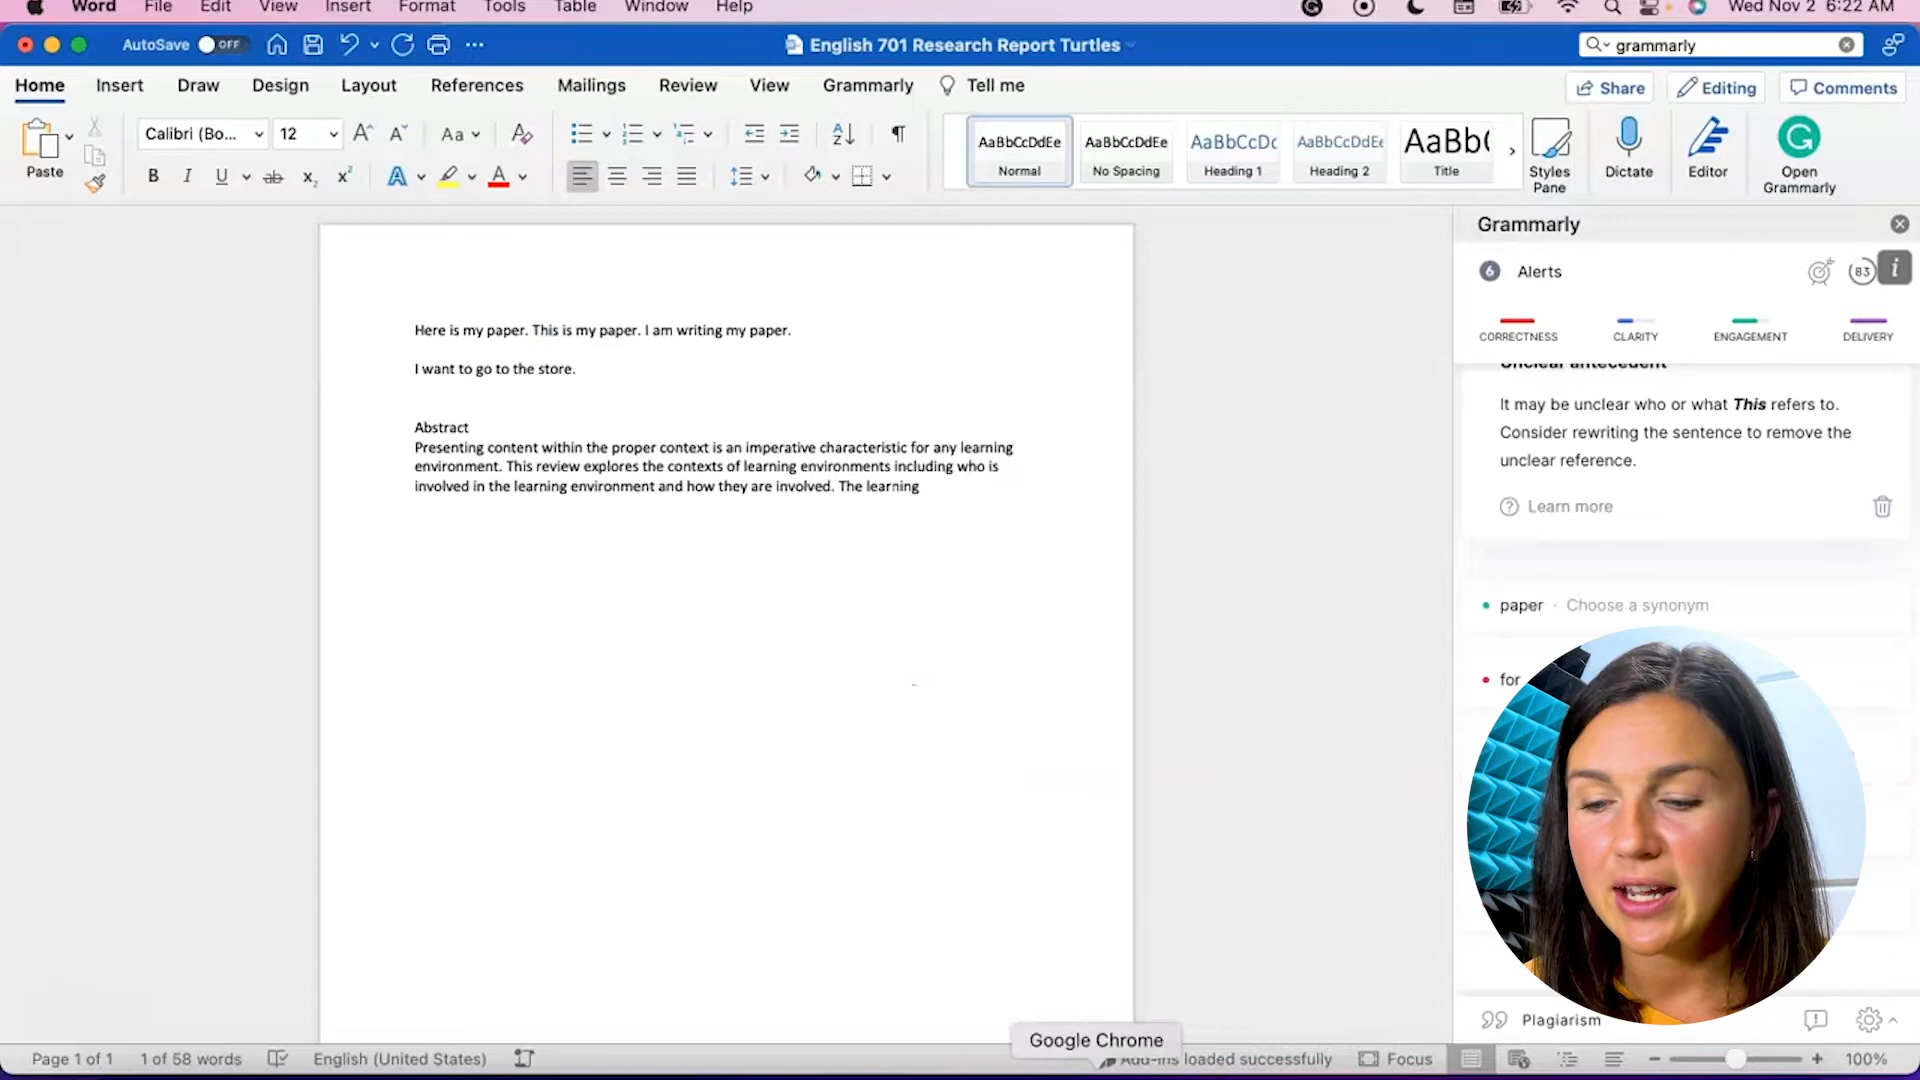 Word File Edit View Insert Format Tools Table Window Help Wed Nov 2 6:22 AM
AutoSave OFF English 701 Research Report Turtles grammarly
Home Insert Draw Design Layout References Mailings Review View Grammarly Tell me Share Editing Comments
Calibri (Bo... 12 Aa
AaBbCcDdEe AaBbCcDdEe AaBbCcDc AaBbCcDdEe AaBb(
Paste B I U ab x₂ x² A A Normal No Spacing Heading 1 Heading 2 Title Styles Pane Dictate Editor Open Grammarly
Grammarly
6 Alerts 83 i
CORRECTNESS CLARITY ENGAGEMENT DELIVERY
Unclear antecedent
It may be unclear who or what This refers to.
Consider rewriting the sentence to remove the
unclear reference.
Learn more
paper · Choose a synonym
for
Plagiarism
Here is my paper. This is my paper. I am writing my paper.
I want to go to the store.
Abstract
Presenting content within the proper context is an imperative characteristic for any learning
environment. This review explores the contexts of learning environments including who is
involved in the learning environment and how they are involved. The learning
Google Chrome
Page 1 of 1 1 of 58 words English (United States) Add-ins loaded successfully Focus 100%